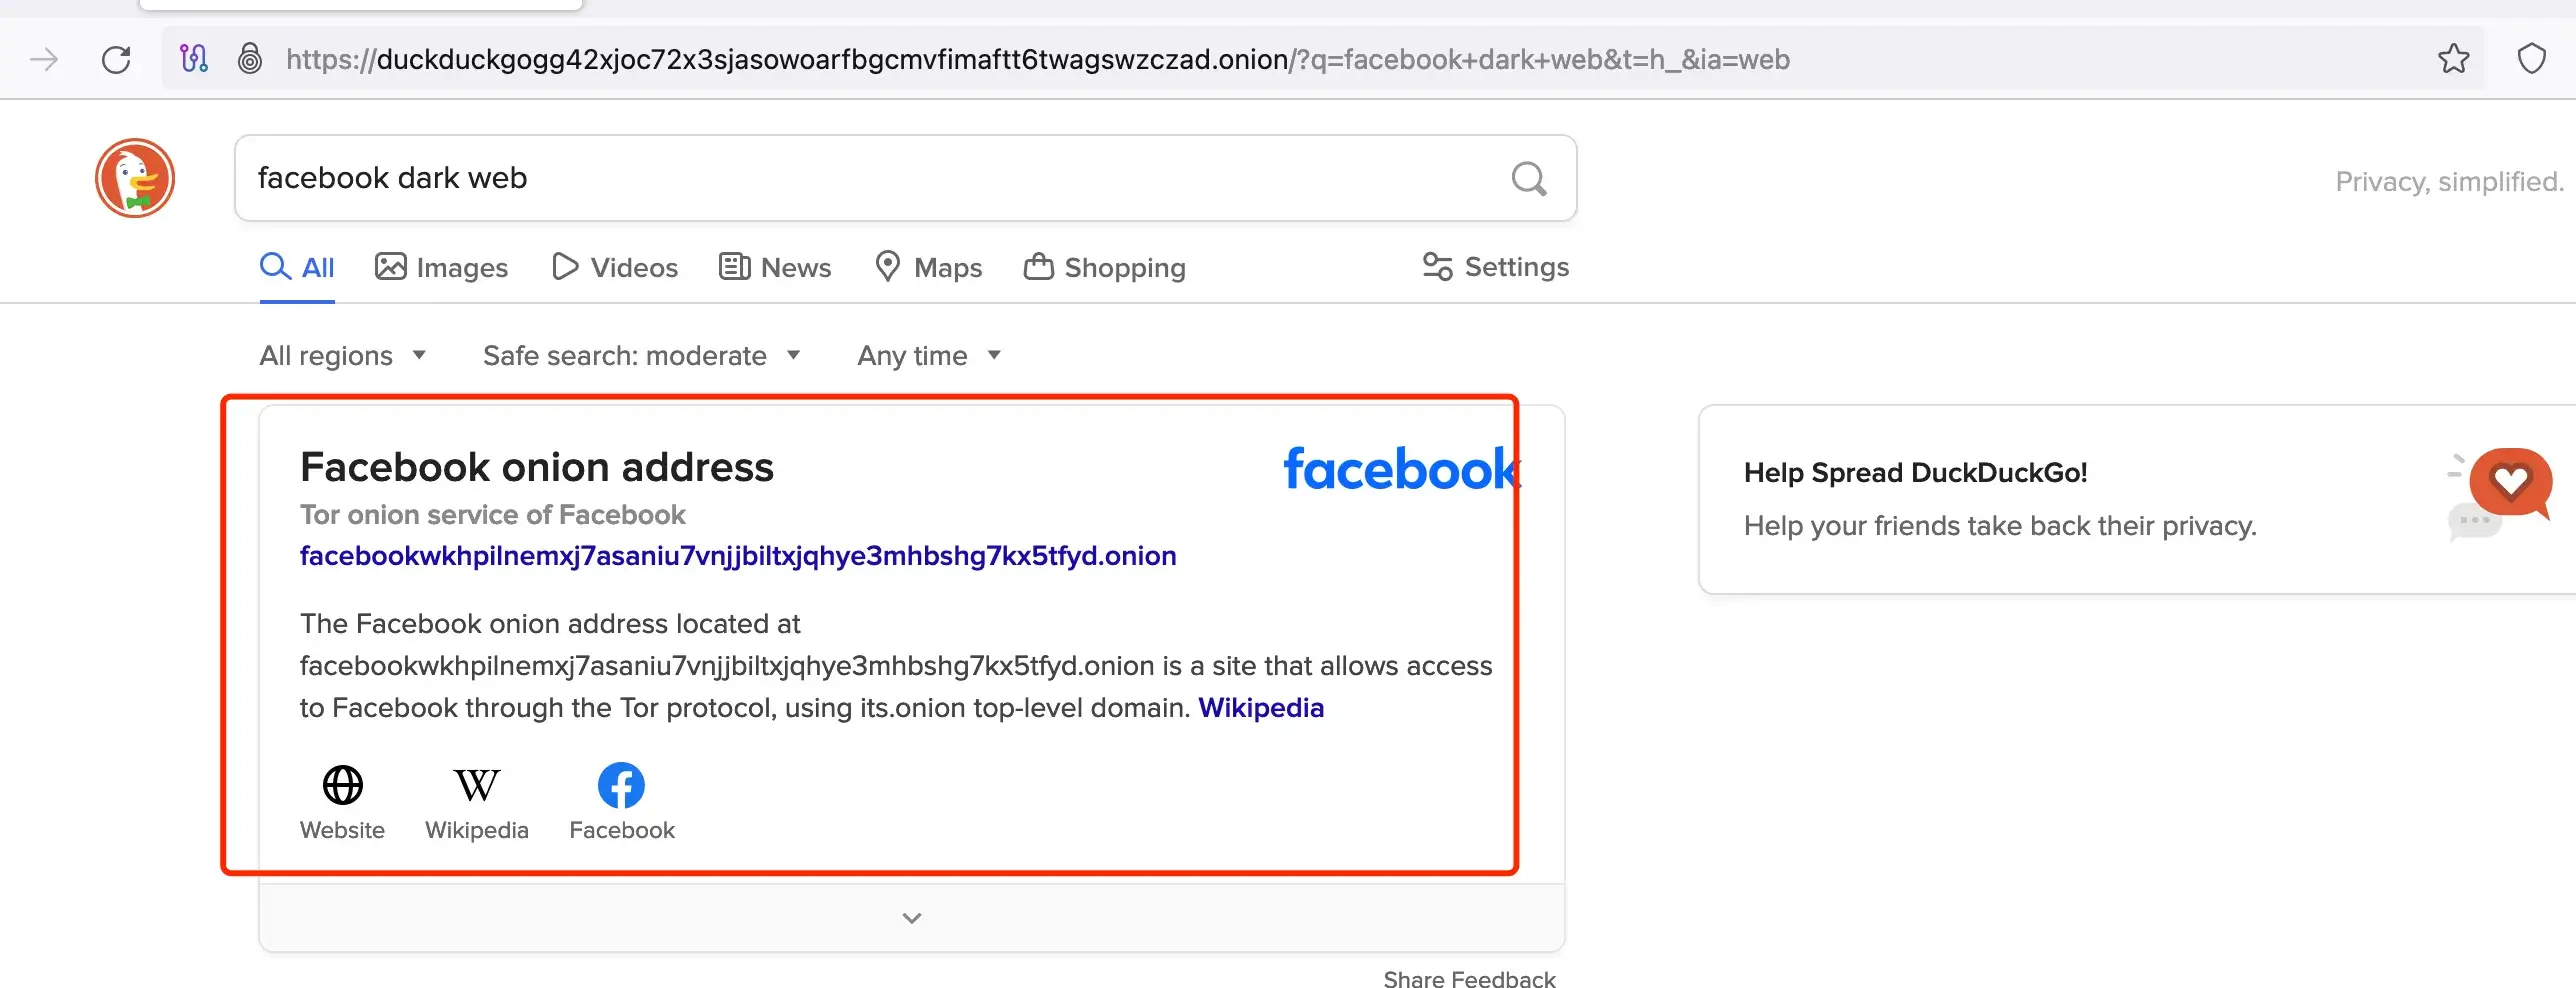 https://duckduckgogg42xjoc72x3sjasowoarfbgcmvfimaftt6twagswzczad.onion/?q=facebook+dark+web&t=h_&ia=web
facebook dark web
Privacy, simplified.
All Images Videos News Maps Shopping Settings
All regions Safe search: moderate Any time
Facebook onion address
facebook
Tor onion service of Facebook
facebookwkhpilnemxj7asaniu7vnjjbiltxjqhye3mhbshg7kx5tfyd.onion
The Facebook onion address located at
facebookwkhpilnemxj7asaniu7vnjjbiltxjqhye3mhbshg7kx5tfyd.onion is a site that allows access
to Facebook through the Tor protocol, using its.onion top-level domain. Wikipedia
W
Website Wikipedia Facebook
Share Feedback
Help Spread DuckDuckGo!
Help your friends take back their privacy.